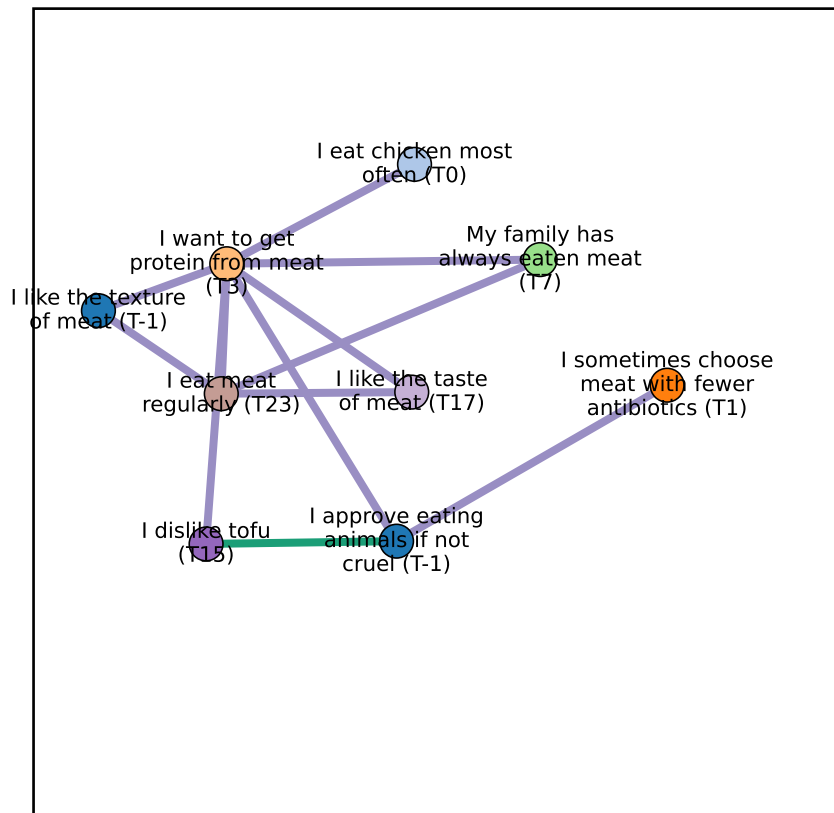 I eat chicken most
often (T0)
I want to get
protein from meat
(T3)
My family has
always eaten meat
(T7)
I like the texture
of meat (T-1)
I eat meat
regularly (T23)
I like the taste
of meat (T17)
I sometimes choose
meat with fewer
antibiotics (T1)
I dislike tofu
(T15)
I approve eating
animals if not
cruel (T-1)